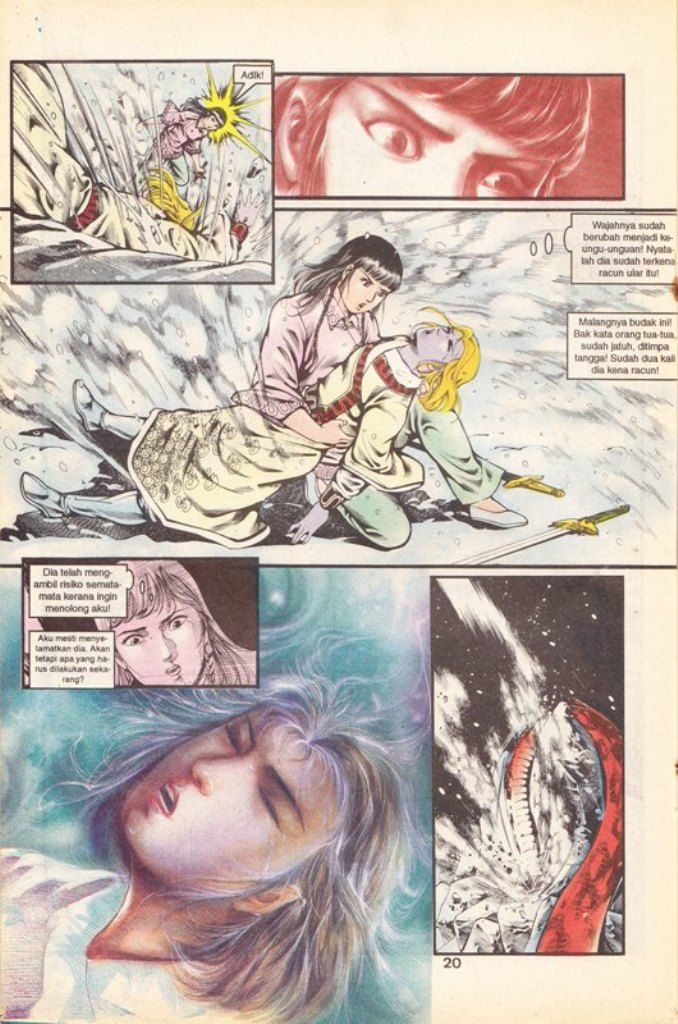 Adik!
Wajahnya sudah
berubah menjadi ke-
ungu-unguan! Nyata-
lah dia sudah terkena
racun ular itu!
Malangnya budak ini!
Bak kata orang tua-tua,
sudah jatuh, ditimpa
tangga! Sudah dua kali
dia kena racun!
Dia telah meng-
ambil risiko semata-
mata kerana ingin
menolong aku!
Aku mesti menye-
lamatkan dia. Akan
tetapi apa yang ha-
rus dilakukan seka-
rang?
20